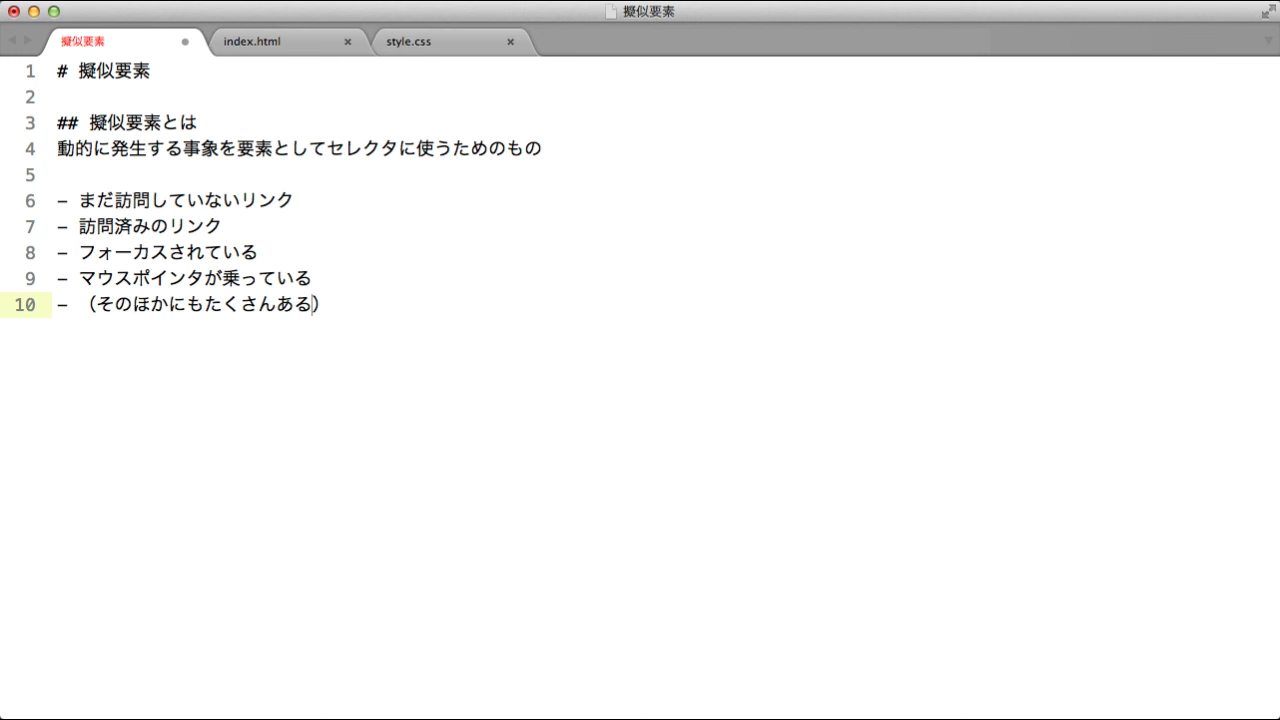 擬似要素
擬似要素
index.html
style.css
1 # 擬似要素
2
3 ## 擬似要素とは
4 動的に発生する事象を要素としてセレクタに使うためのもの
5
6 - まだ訪問していないリンク
7 - 訪問済みのリンク
8 - フォーカスされている
9 - マウスポインタが乗っている
10 - （そのほかにもたくさんある）